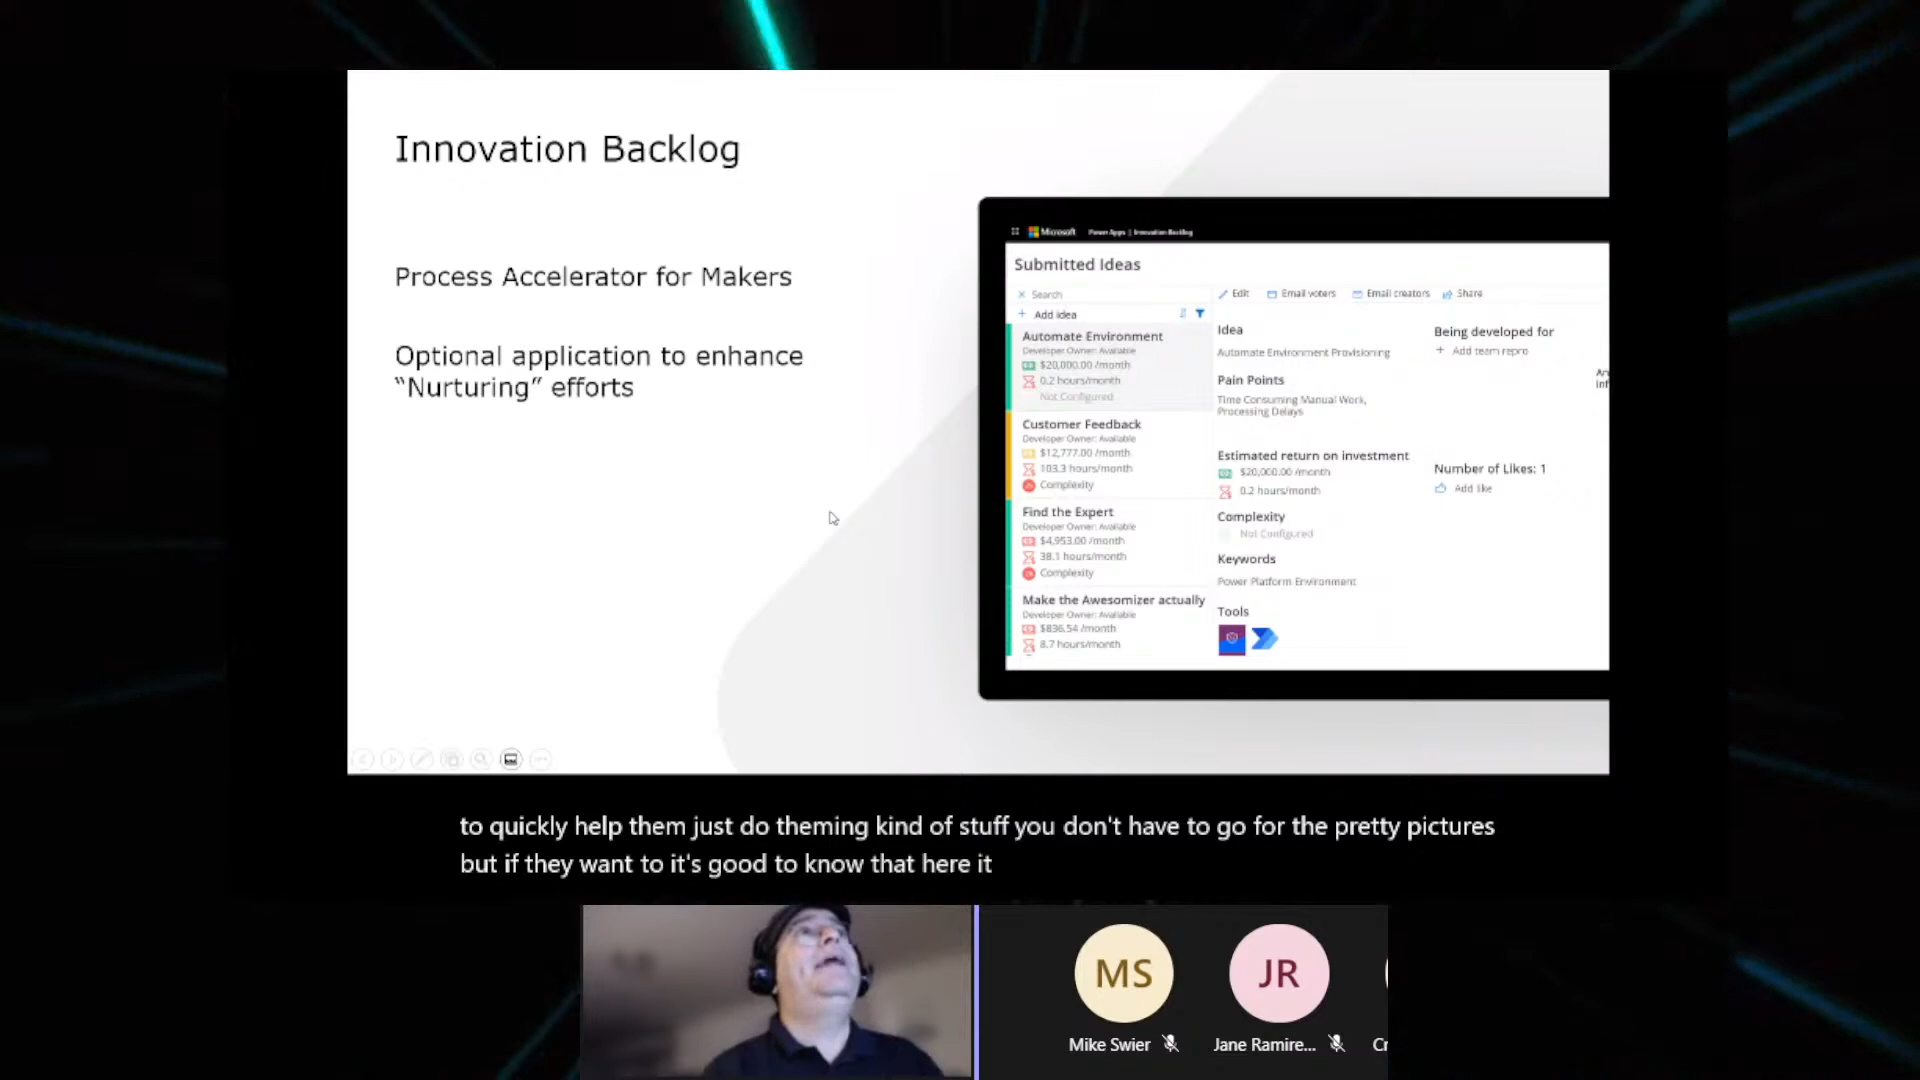 Innovation Backlog
Process Accelerator for Makers
Optional application to enhance
“Nurturing” efforts
Microsoft Power Apps | Innovation Backlog
Submitted Ideas
Search
Add idea
Automate Environment
Developer Owner: Available
$20,000.00 /month
0.2 hours/month
Not Configured
Customer Feedback
Developer Owner: Available
$12,777.00 /month
103.3 hours/month
Complexity
Find the Expert
Developer Owner: Available
$4,953.00 /month
38.1 hours/month
Complexity
Make the Awesomizer actually
Developer Owner: Available
$836.54 /month
8.7 hours/month
Edit Email voters Email creators Share
Idea
Automate Environment Provisioning
Pain Points
Time Consuming Manual Work,
Processing Delays
Estimated return on investment
$20,000.00 /month
0.2 hours/month
Complexity
Not Configured
Keywords
Power Platform Environment
Tools
Being developed for
Add team repro
Number of Likes: 1
Add like
to quickly help them just do theming kind of stuff you don't have to go for the pretty pictures
but if they want to it's good to know that here it
MS
JR
Mike Swier
Jane Ramire...